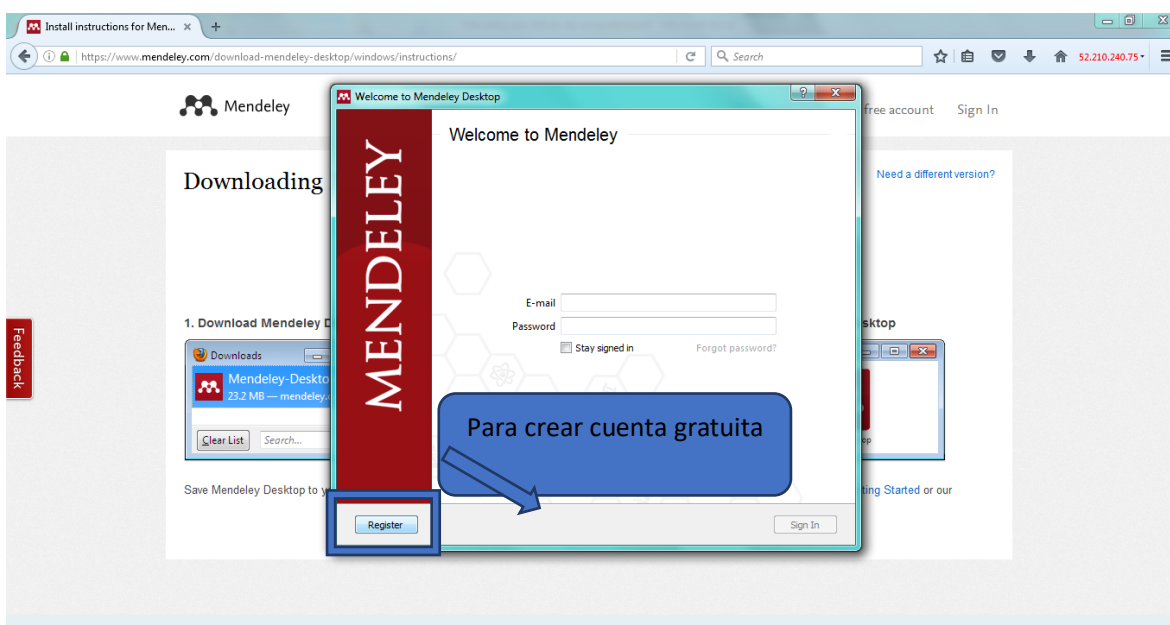 Install instructions for Men...
https://www.mendeley.com/download-mendeley-desktop/windows/instructions/
Search
52.210.240.75
Mendeley
free account
Sign In
Welcome to Mendeley Desktop
MENDELEY
Welcome to Mendeley
Downloading
Need a different version?
E-mail
Password
Stay signed in
Forgot password?
Feedback
1. Download Mendeley D
sktop
Downloads
Mendeley-Deskto
23.2 MB — mendeley.
Clear List
Search...
op
Para crear cuenta gratuita
Save Mendeley Desktop to y
ting Started or our
Register
Sign In